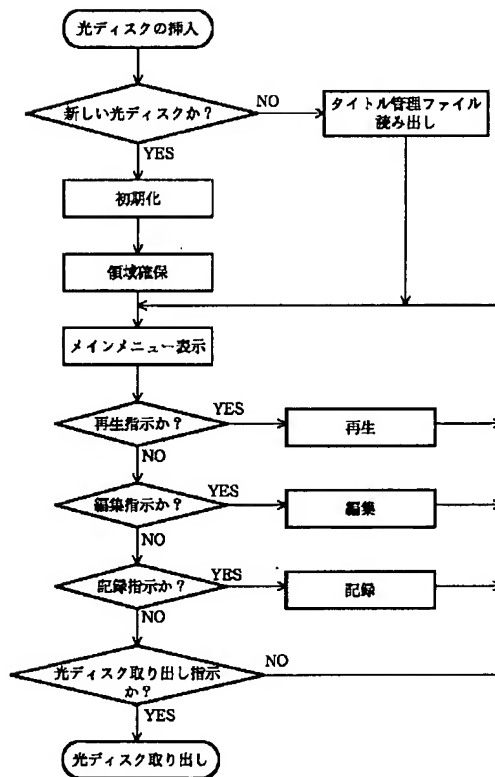 光ディスクの挿入
新しい光ディスクか?
NO
タイトル管理ファイル
読み出し
YES
初期化
領域確保
メインメニュー表示
再生指示か?
YES
再生
NO
編集指示か?
YES
編集
NO
記録指示か?
YES
記録
NO
光ディスク取り出し指示
か?
NO
YES
光ディスク取り出し